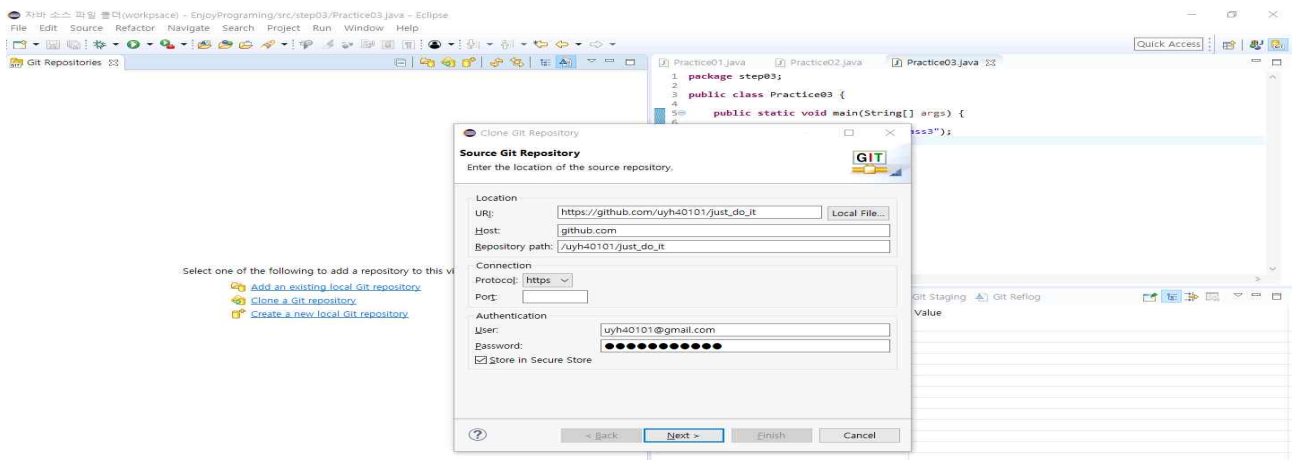 자바 소스 파일 폴더(workpsace) - EnjoyPrograming/src/step03/Practice03.java - Eclipse
File Edit Source Refactor Navigate Search Project Run Window Help
Quick Access
Git Repositories
Practice01.java Practice02.java Practice03.java
1 package step03;
2
3 public class Practice03 {
4
5 public static void main(String[] args) {
6
ass3");
Clone Git Repository
Source Git Repository
Enter the location of the source repository.
GIT
Location
URI: https://github.com/uyh40101/just_do_it Local File...
Host: github.com
Repository path: /uyh40101/just_do_it
Connection
Protocol: https
Port:
Authentication
User: uyh40101@gmail.com
Password: ●●●●●●●●●●●
Store in Secure Store
< Back Next > Finish Cancel
Select one of the following to add a repository to this vi
Add an existing local Git repository
Clone a Git repository
Create a new local Git repository
Git Staging Git Reflog
Value